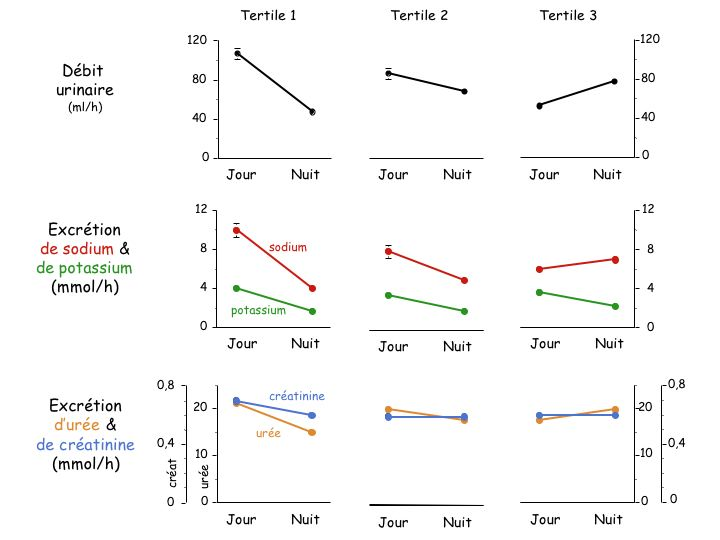 Tertile 1 Tertile 2 Tertile 3
Débit
urinaire
(ml/h)
120 120
80 80
40 40
0 0
Jour Nuit Jour Nuit Jour Nuit
Excrétion
de sodium &
de potassium
(mmol/h)
12 12
8 sodium 8
4 4
potassium
0 0
Jour Nuit Jour Nuit Jour Nuit
Excrétion
d'urée &
de créatinine
(mmol/h)
0,8 0,8
créatinine
20 20
urée
0,4 10 10 0,4
créat urée
0 0 0 0
Jour Nuit Jour Nuit Jour Nuit